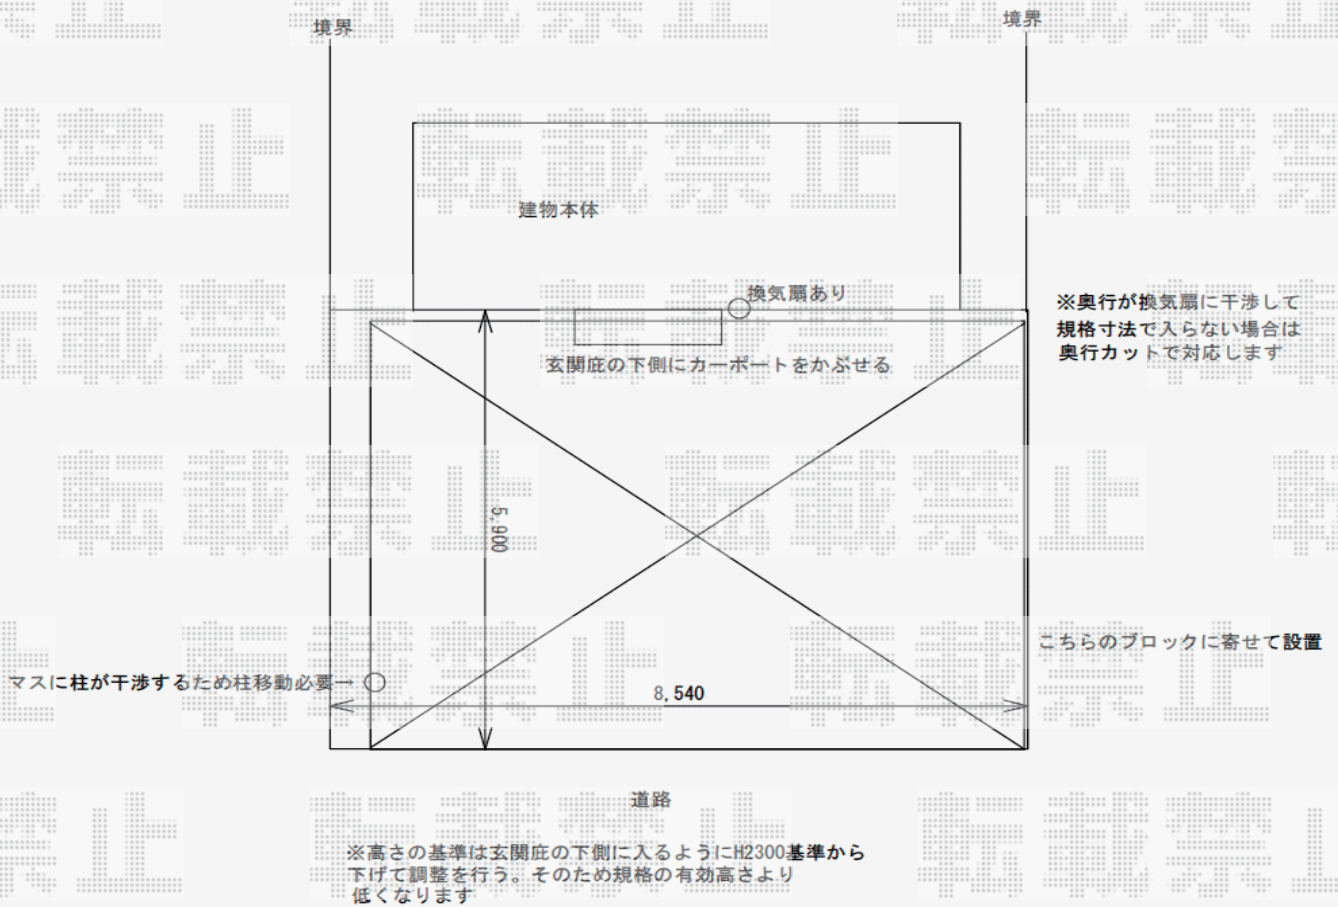 境界
境界
建物本体
換気扇あり
※奥行が換気扇に干渉して
規格寸法で入らない場合は
奥行カットで対応します
玄関庇の下側にカーポートをかぶせる
5,900
こちらのブロックに寄せて設置
マスに柱が干渉するため柱移動必要→
8,540
道路
※高さの基準は玄関庇の下側に入るようにH2300基準から
下げて調整を行う。そのため規格の有効高さより
低くなります
転載禁止